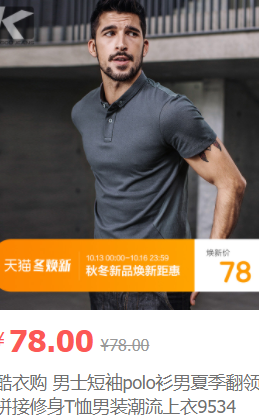 K
天猫 冬焕新
10.13 00:00~10.16 23:59
秋冬新品焕新距惠
焕新价
78
¥78.00 ¥78.00
酷衣购 男士短袖polo衫男夏季翻领
拼接修身T恤男装潮流上衣9534